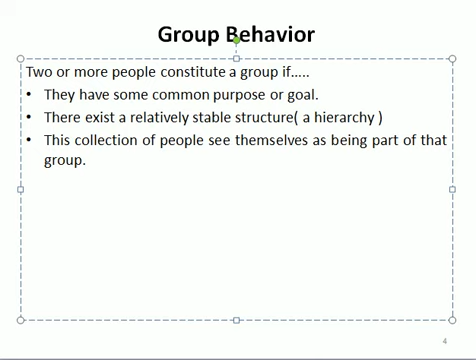 Group Behavior
Two or more people constitute a group if.....
• They have some common purpose or goal.
• There exist a relatively stable structure( a hierarchy )
• This collection of people see themselves as being part of that
group.
4